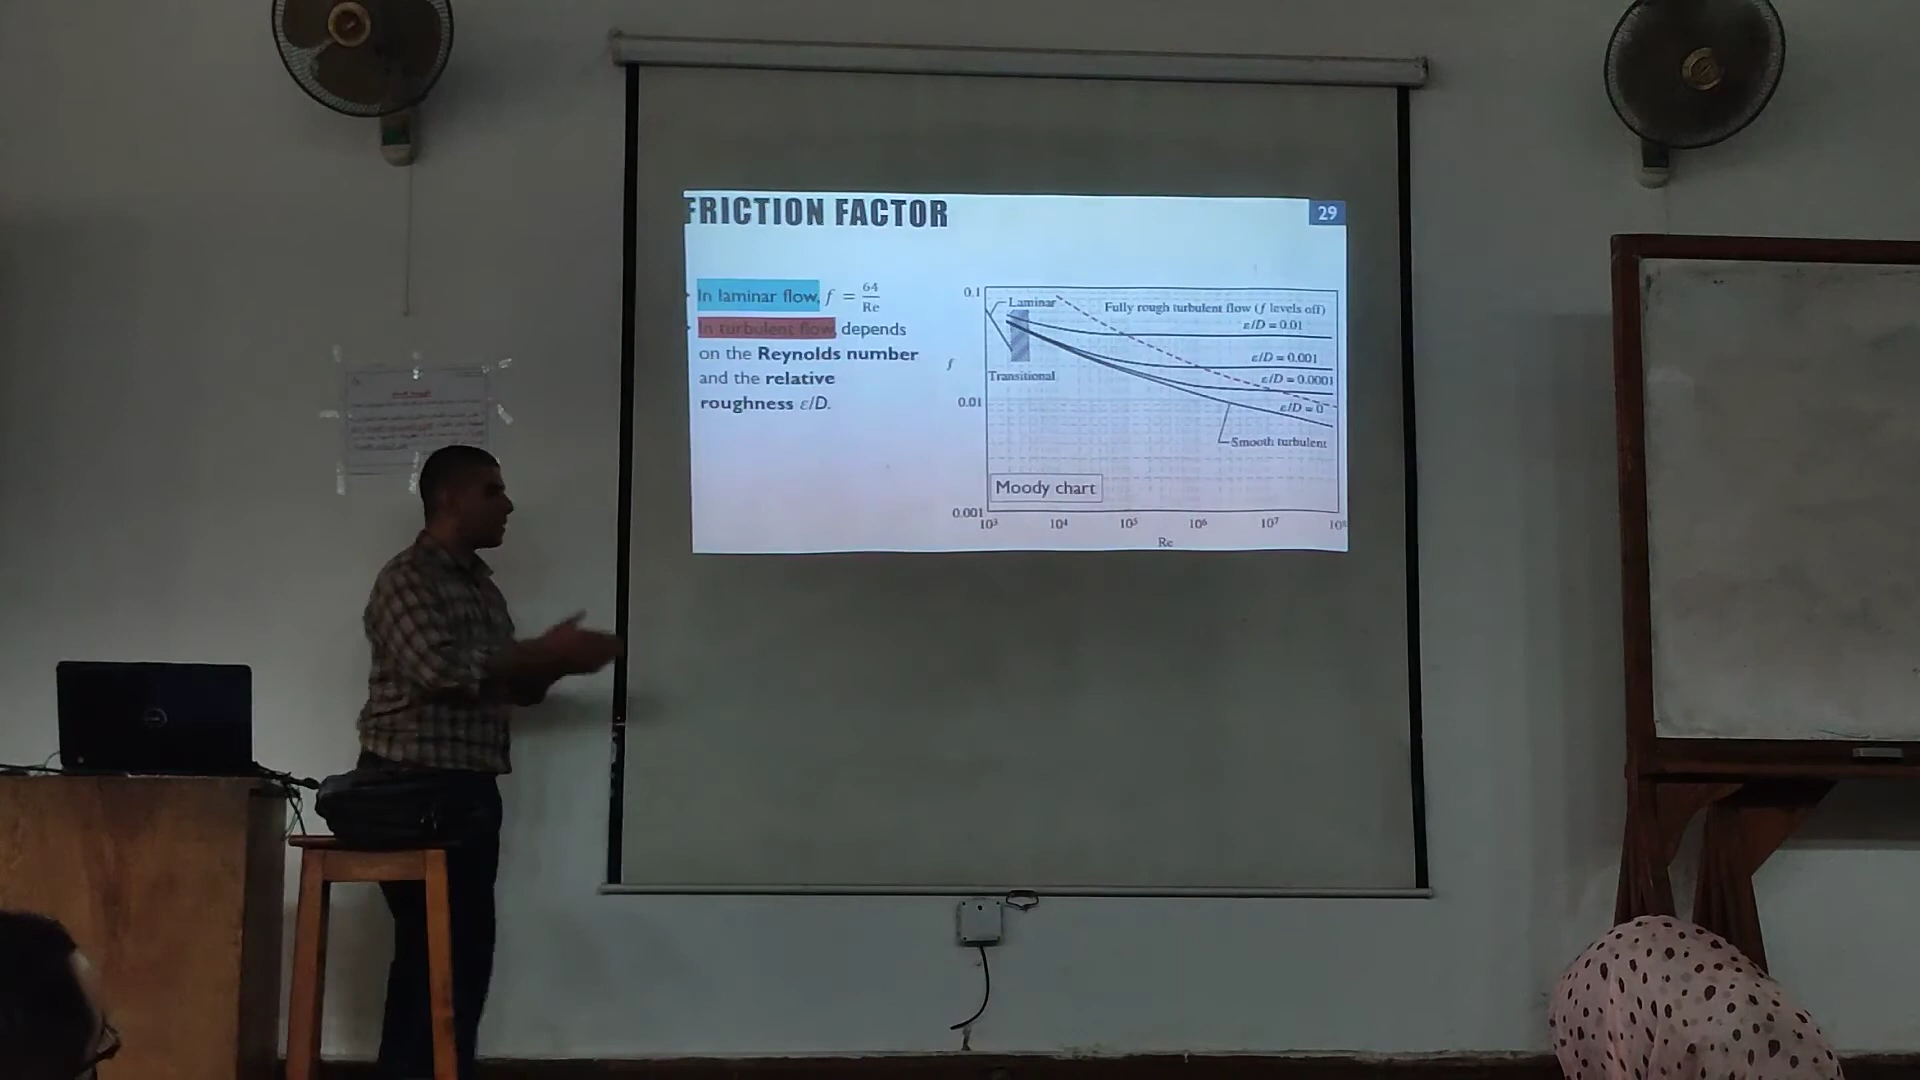 FRICTION FACTOR
29
In laminar flow, f = 64/Re
In turbulent flow, depends
on the Reynolds number
and the relative
roughness ε/D.
0.1
Laminar
Fully rough turbulent flow (f levels off)
ε/D = 0.01
ε/D = 0.001
f
Transitional
ε/D = 0.0001
0.01
ε/D = 0
Smooth turbulent
Moody chart
0.001
10³ 10⁴ 10⁵ 10⁶ 10⁷ 10⁸
Re